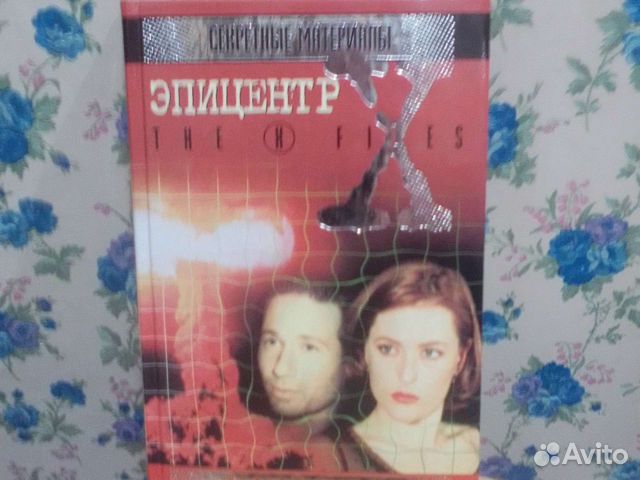 СЕКРЕТНЫЕ МАТЕРИАЛЫ
ЭПИЦЕНТР
THE X FILES
X
Avito